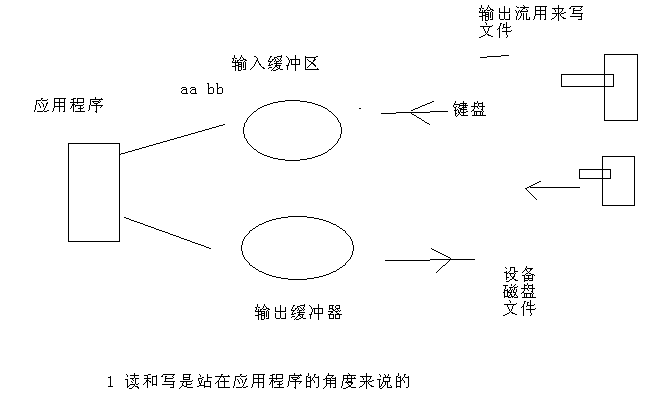 输出流用来写
文件
输入缓冲区
aa bb
应用程序
键盘
设备
磁盘
文件
输出缓冲器
1 读和写是站在应用程序的角度来说的